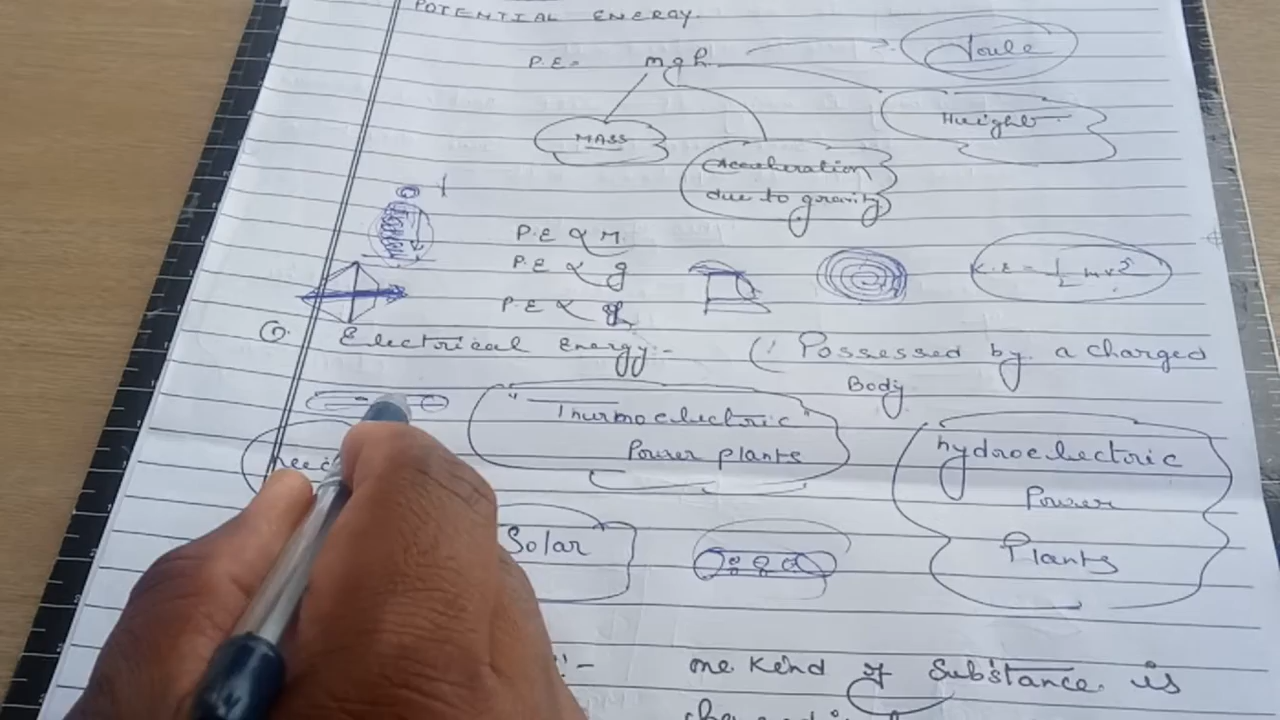 POTENTIAL ENERGY.
P.E = mgh
Joule
Height
MASS
Acceleration
due to gravity
P.E ∝ M
P.E ∝ g
P.E ∝
K.E = 1/2 mv²
Electrical Energy:- (: Possessed by a charged
Body
"Thurmoelectric"
Power plants
hydroelectric
Power
Plants
Solar
:- one kind of Substance is